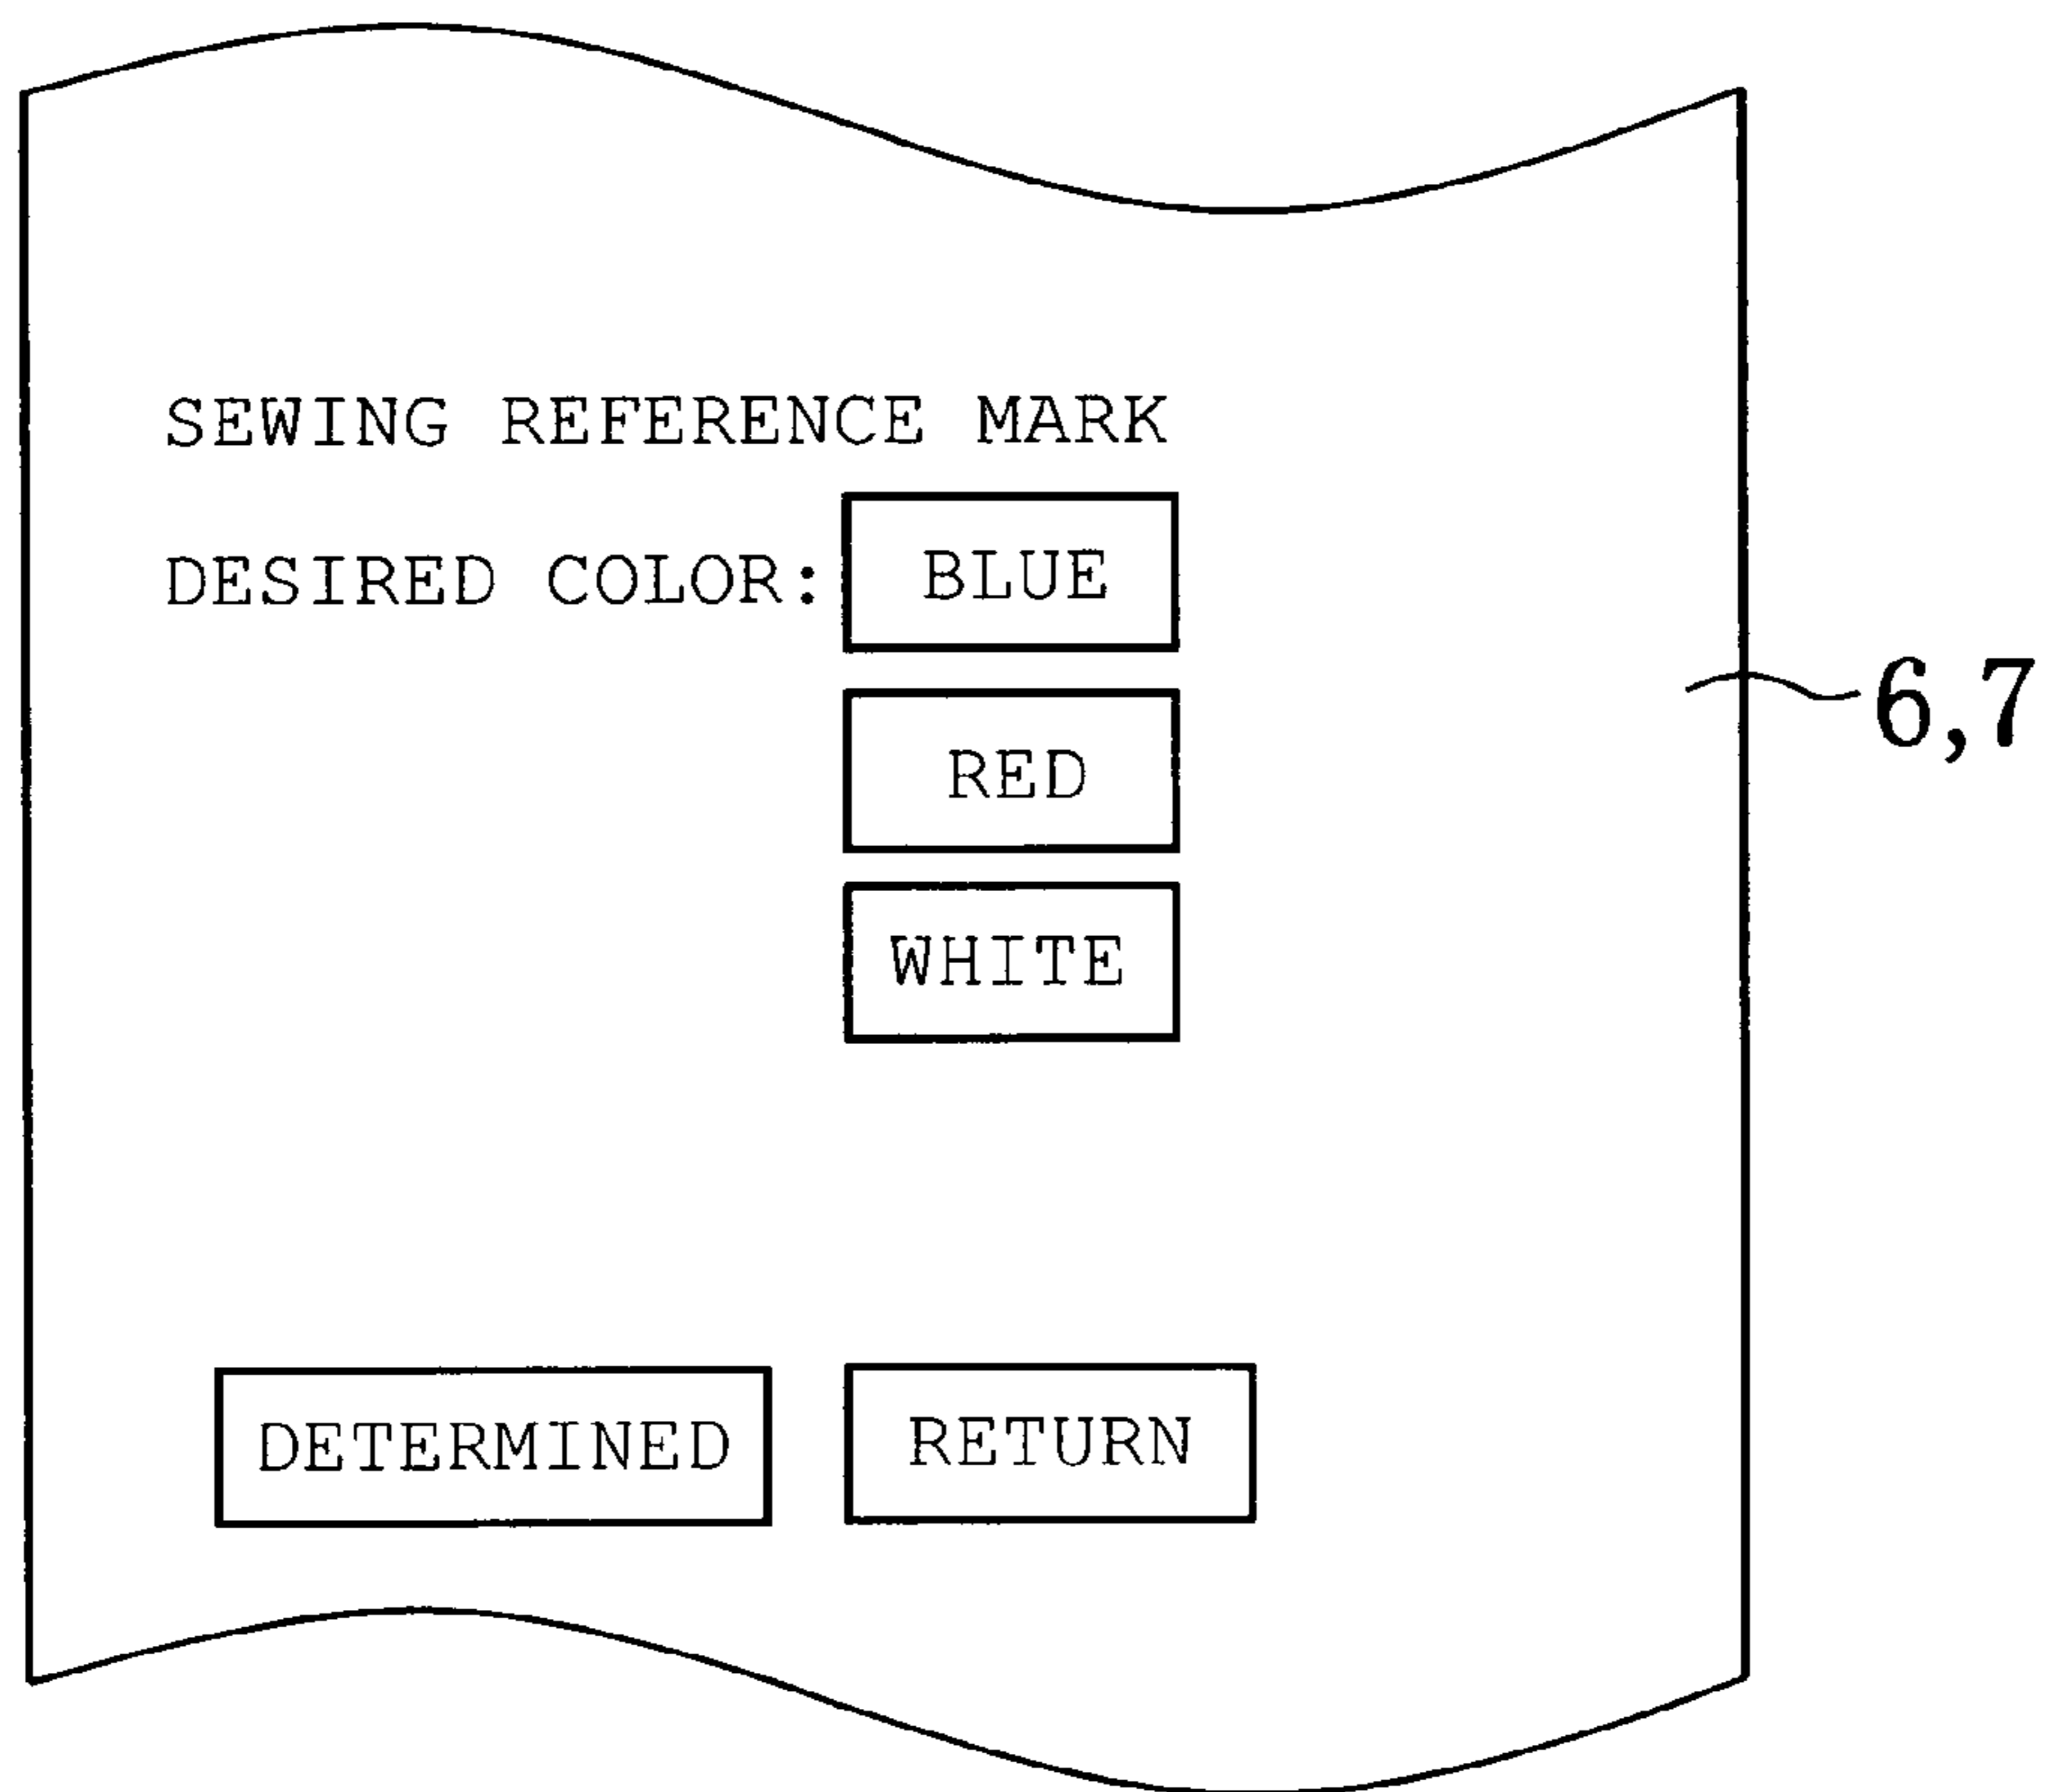 SEWING REFERENCE MARK
DESIRED COLOR: BLUE
RED
6,7
WHITE
DETERMINED RETURN